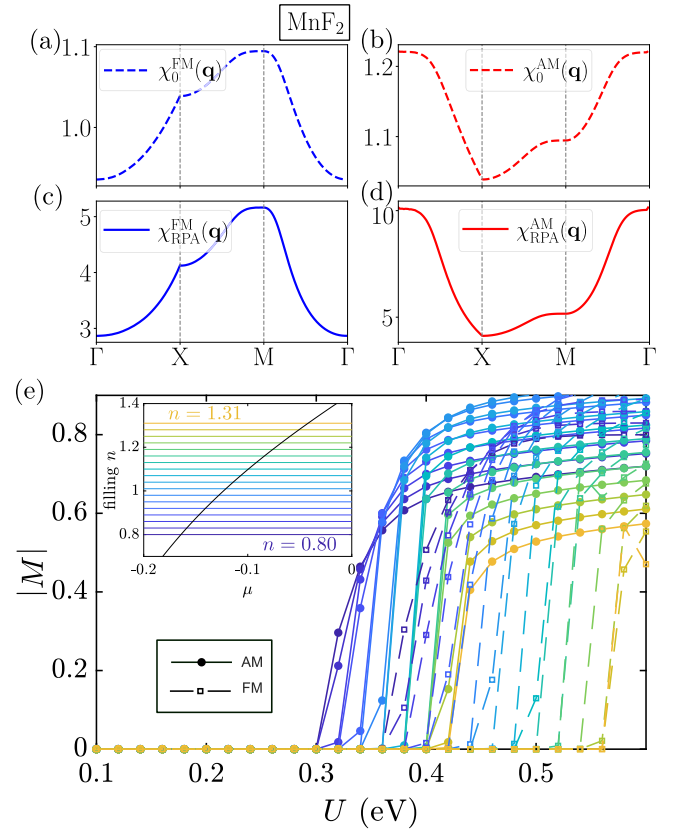 MnF₂
(a)
1.1
1.0
χ₀ᶠᴹ(q)
(b)
1.2
1.1
χ₀ᴬᴹ(q)
(c)
5
4
3
χᶠᴹ_RPA(q)
Γ X M Γ
(d)
10
5
χᴬᴹ_RPA(q)
Γ X M Γ
(e)
|M|
0.8
0.6
0.4
0.2
0
1.4
1.2
1
0.8
filling n
n = 1.31
n = 0.80
-0.2 -0.1 0
μ
AM
FM
0.1 0.2 0.3 0.4 0.5
U (eV)